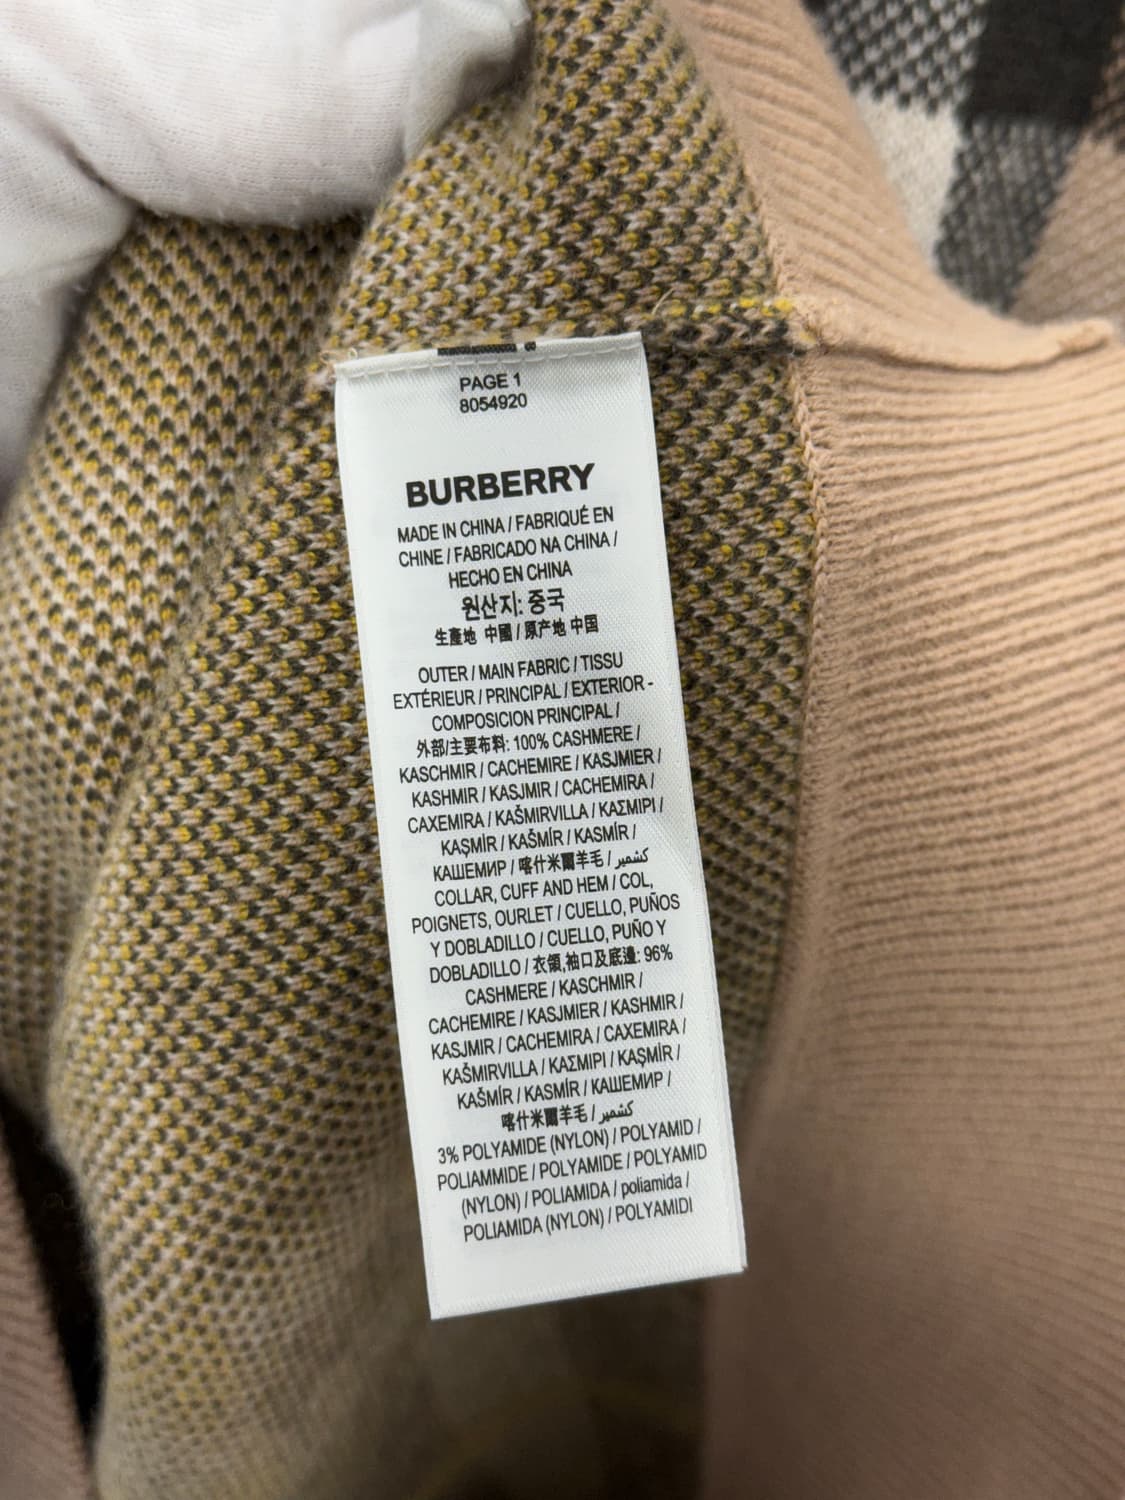 PAGE 1
8054920
BURBERRY
MADE IN CHINA / FABRIQUÉ EN
CHINE / FABRICADO NA CHINA /
HECHO EN CHINA
원산지: 중국
生產地 中國 / 原产地 中国
OUTER / MAIN FABRIC / TISSU
EXTÉRIEUR / PRINCIPAL / EXTERIOR -
COMPOSICION PRINCIPAL /
外部/主要布料: 100% CASHMERE /
KASCHMIR / CACHEMIRE / KASJMIER /
KASHMIR / KASJMIR / CACHEMIRA /
CAXEMIRA / KAŠMIRVILLA / ΚΑΣΜΙΡΙ /
KAŞMİR / KAŠMÍR / KASMÍR /
КАШЕМИР / 喀什米爾羊毛 / كشمير
COLLAR, CUFF AND HEM / COL,
POIGNETS, OURLET / CUELLO, PUÑOS
Y DOBLADILLO / CUELLO, PUÑO Y
DOBLADILLO / 衣領,袖口及底邊: 96%
CASHMERE / KASCHMIR /
CACHEMIRE / KASJMIER / KASHMIR /
KASJMIR / CACHEMIRA / CAXEMIRA /
KAŠMIRVILLA / ΚΑΣΜΙΡΙ / KAŞMİR /
KAŠMÍR / KASMÍR / КАШЕМИР /
喀什米爾羊毛 / كشمير
3% POLYAMIDE (NYLON) / POLYAMID /
POLIAMMIDE / POLYAMIDE / POLYAMID
(NYLON) / POLIAMIDA / poliamida /
POLIAMIDA (NYLON) / POLYAMIDI